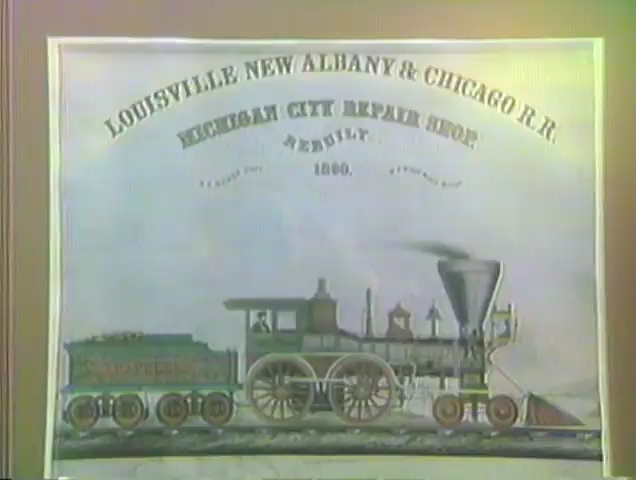 LOUISVILLE NEW ALBANY & CHICAGO R.R.
MICHIGAN CITY REPAIR SHOP.
REBUILT
1860.